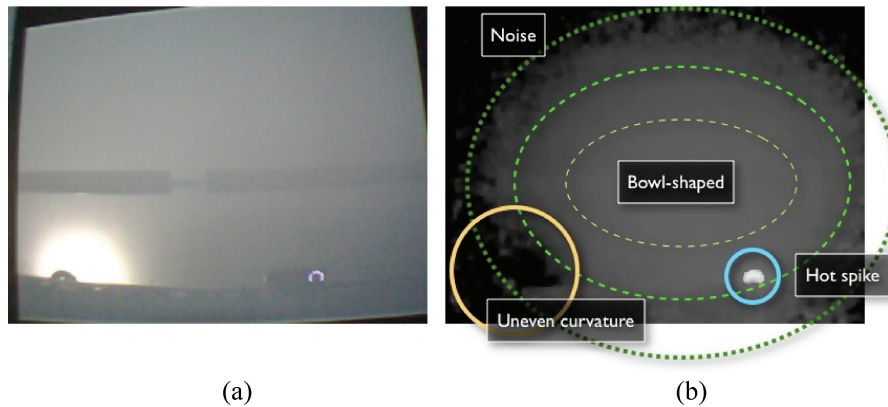 Noise
Bowl-shaped
Hot spike
Uneven curvature
(a)
(b)